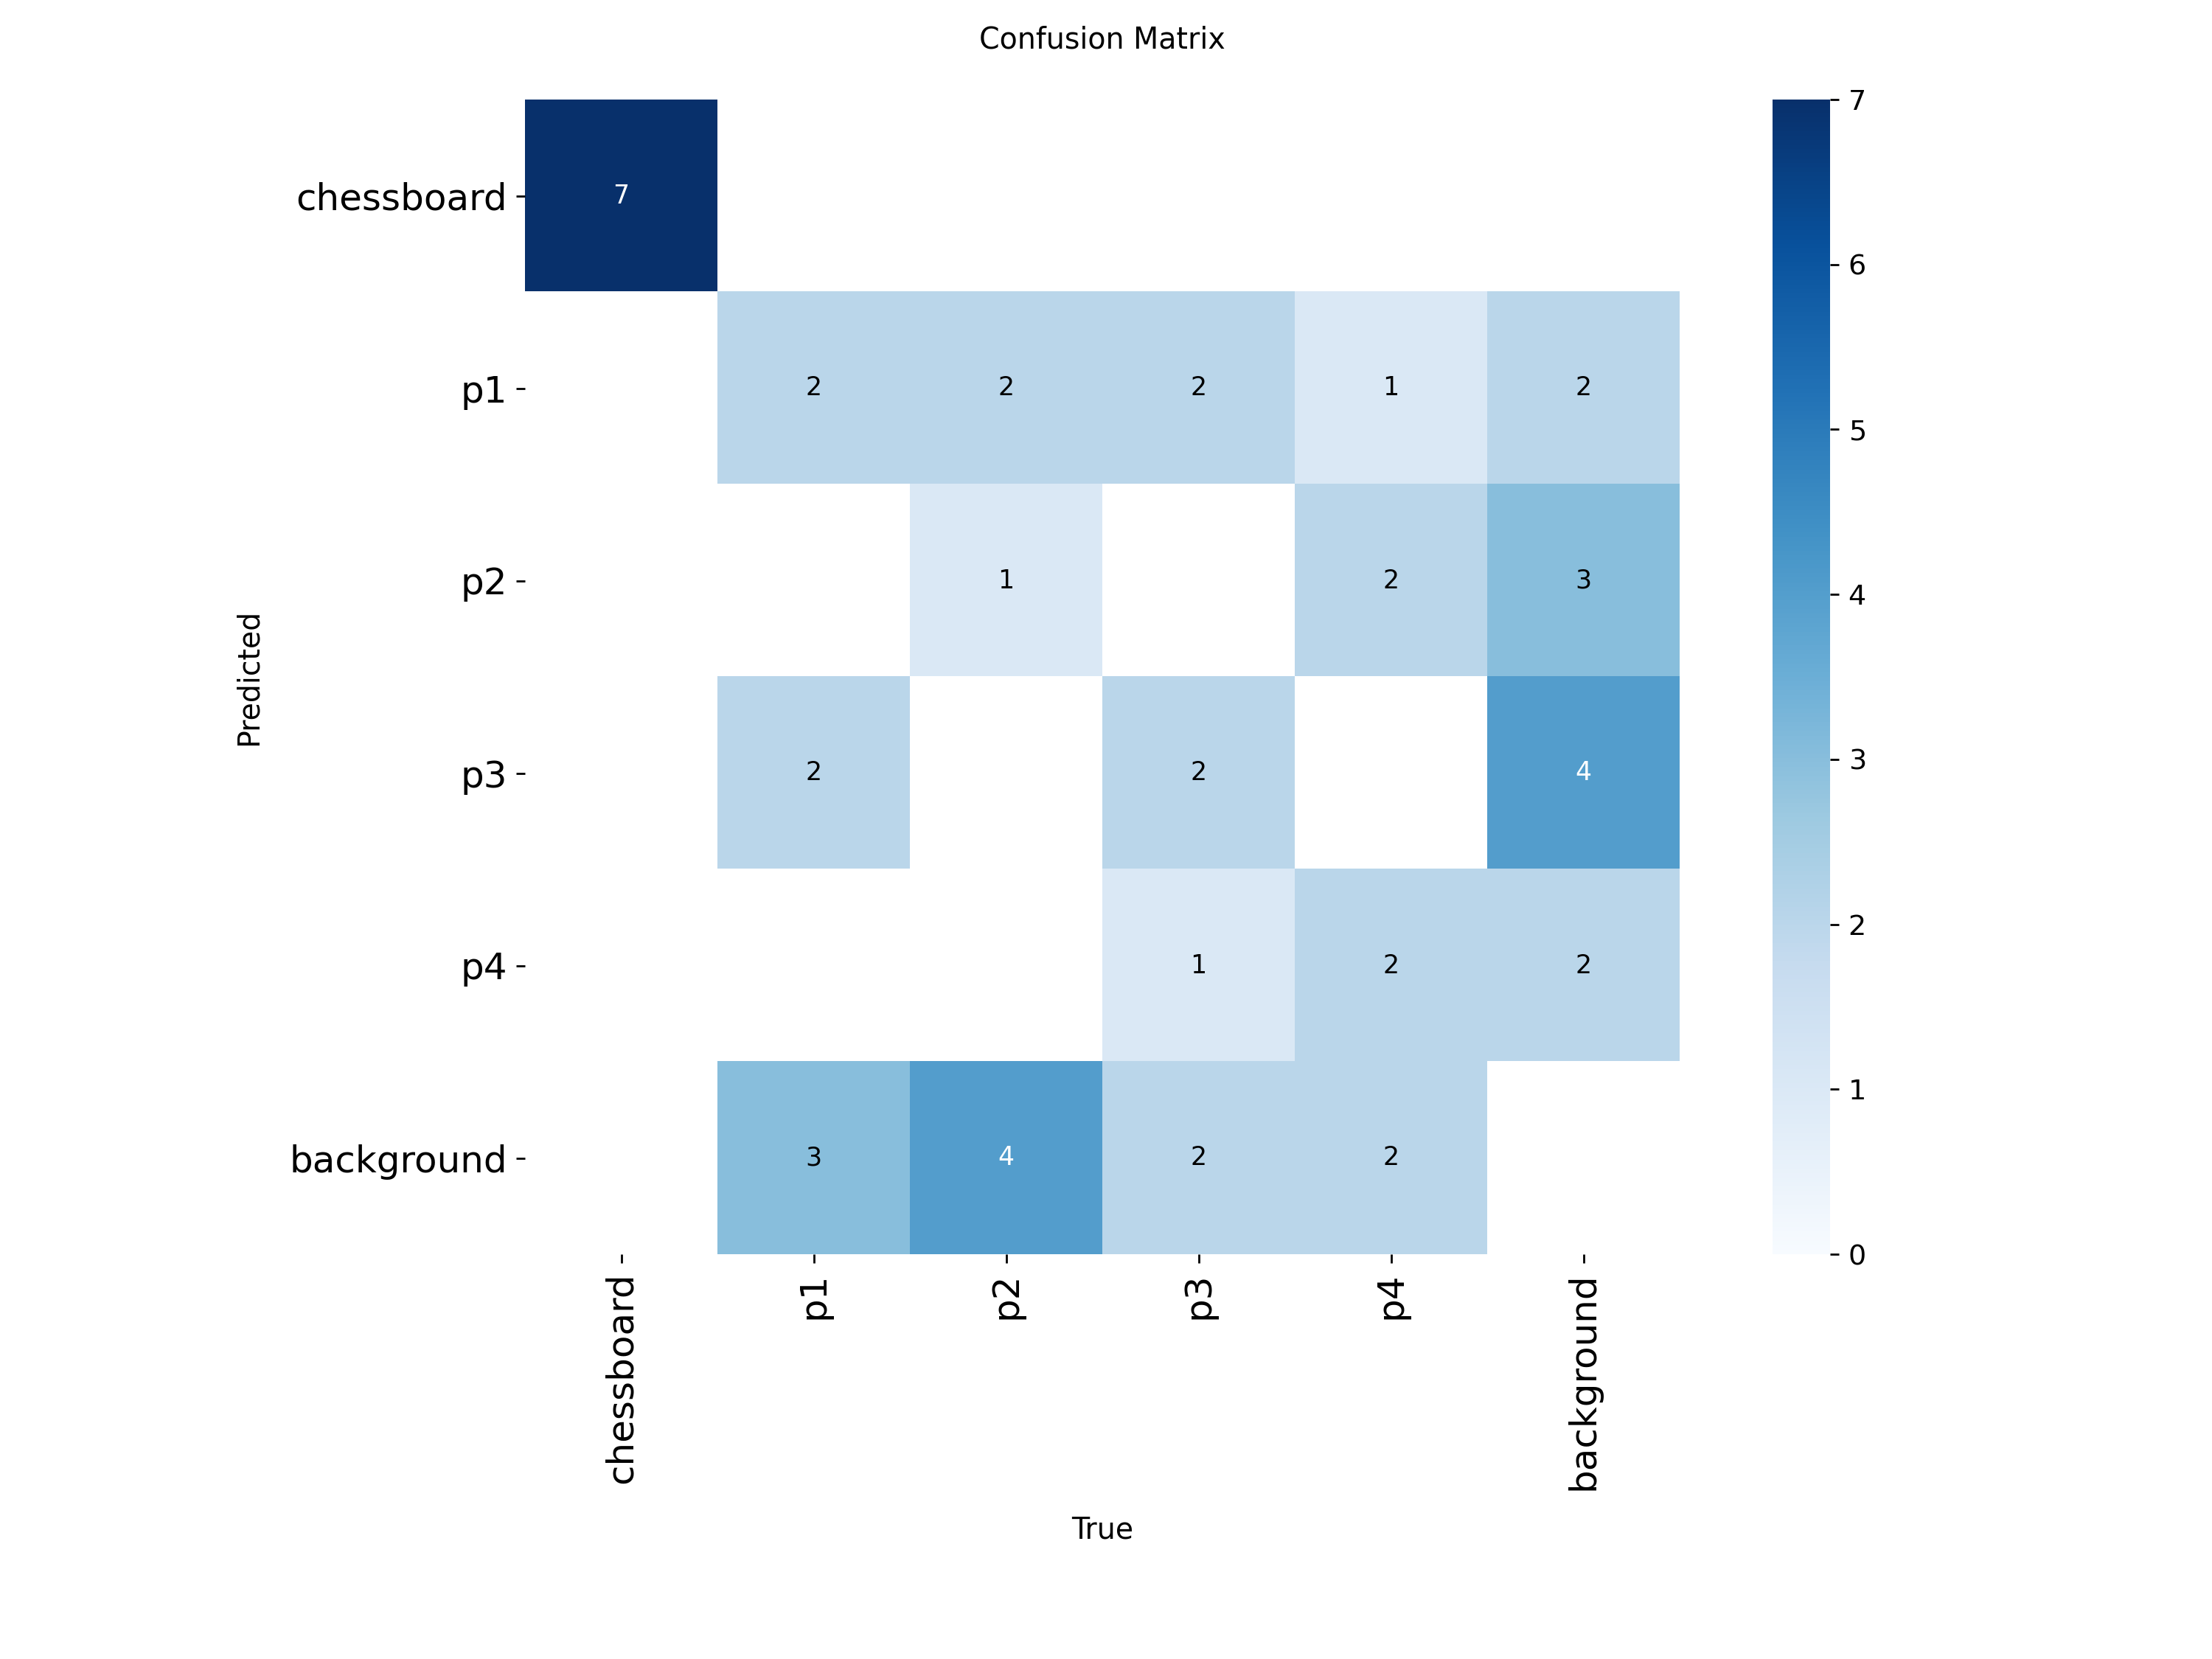 Confusion Matrix
chessboard
7
p1
2 2 2 1 2
p2
1 2 3
p3
2 2 4
p4
1 2 2
background
3 4 2 2
chessboard p1 p2 p3 p4 background
Predicted
True
7
6
5
4
3
2
1
0